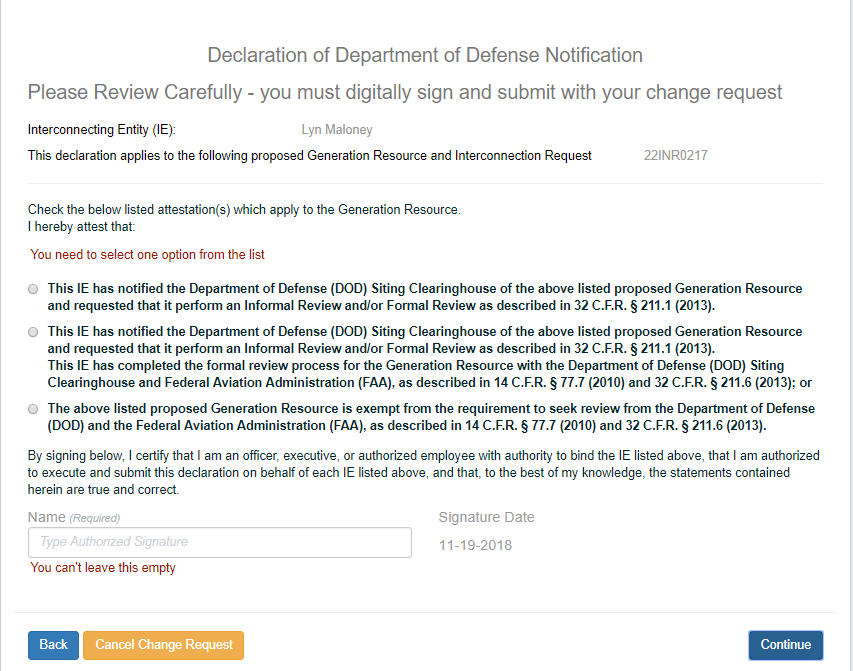 Declaration of Department of Defense Notification
Please Review Carefully - you must digitally sign and submit with your change request
Interconnecting Entity (IE): Lyn Maloney
This declaration applies to the following proposed Generation Resource and Interconnection Request 22INR0217
Check the below listed attestation(s) which apply to the Generation Resource.
I hereby attest that:
You need to select one option from the list
This IE has notified the Department of Defense (DOD) Siting Clearinghouse of the above listed proposed Generation Resource
and requested that it perform an Informal Review and/or Formal Review as described in 32 C.F.R. § 211.1 (2013).
This IE has notified the Department of Defense (DOD) Siting Clearinghouse of the above listed proposed Generation Resource
and requested that it perform an Informal Review and/or Formal Review as described in 32 C.F.R. § 211.1 (2013).
This IE has completed the formal review process for the Generation Resource with the Department of Defense (DOD) Siting
Clearinghouse and Federal Aviation Administration (FAA), as described in 14 C.F.R. § 77.7 (2010) and 32 C.F.R. § 211.6 (2013); or
The above listed proposed Generation Resource is exempt from the requirement to seek review from the Department of Defense
(DOD) and the Federal Aviation Administration (FAA), as described in 14 C.F.R. § 77.7 (2010) and 32 C.F.R. § 211.6 (2013).
By signing below, I certify that I am an officer, executive, or authorized employee with authority to bind the IE listed above, that I am authorized
to execute and submit this declaration on behalf of each IE listed above, and that, to the best of my knowledge, the statements contained
herein are true and correct.
Name (Required) Signature Date
Type Authorized Signature 11-19-2018
You can't leave this empty
Back Cancel Change Request Continue